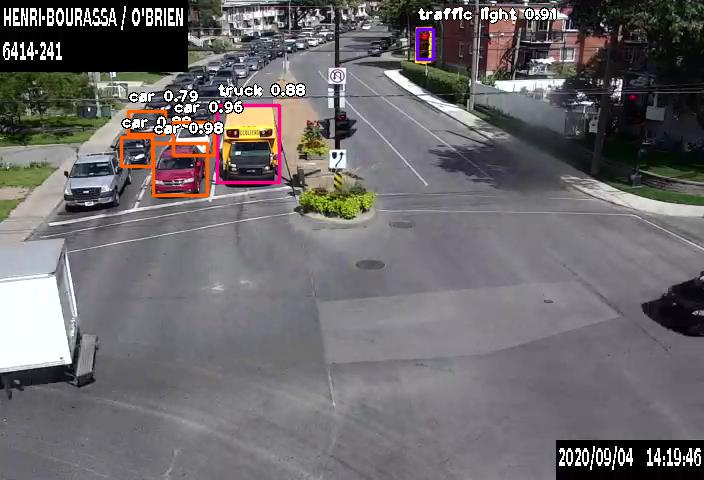 HENRI-BOURASSA / O'BRIEN
6414-241
traffic light 0.91
truck 0.88
car 0.79
car 0.96
car 0.98
ECOLIERS
2020/09/04 14:19:46